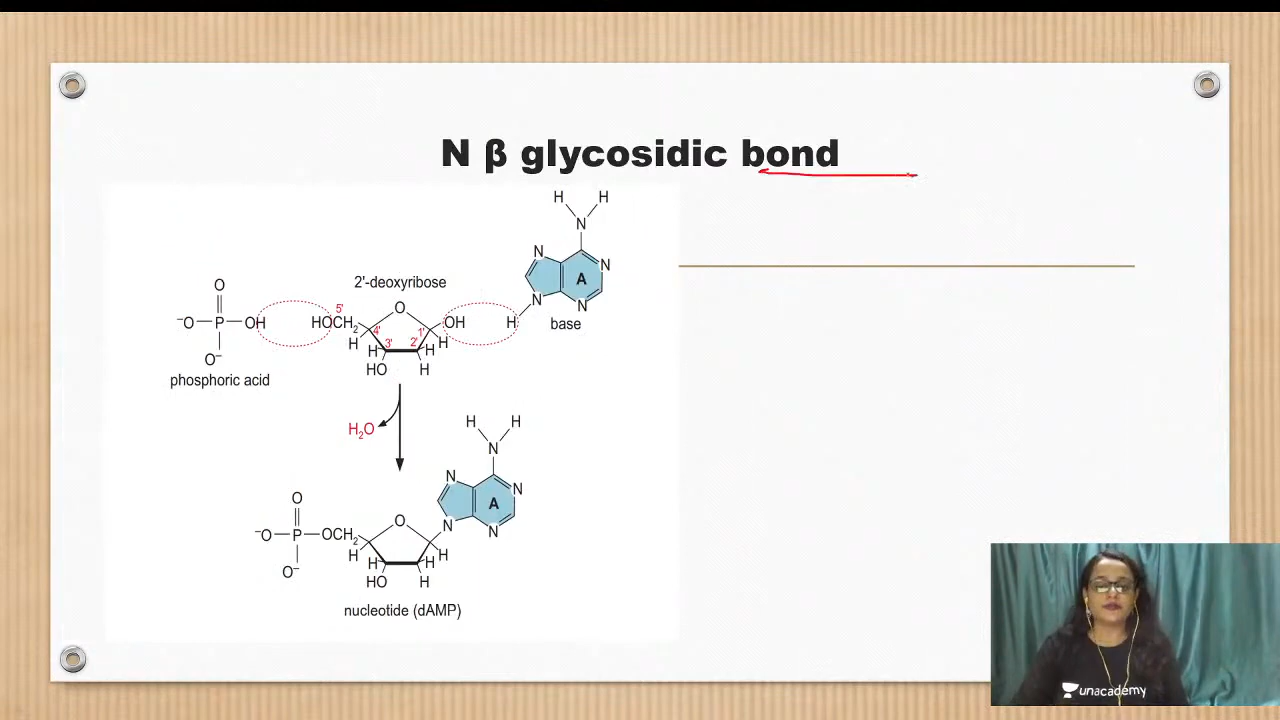 N β glycosidic bond
H H
N
N N
A
N N
H base
2'-deoxyribose
O
⁻O P OH
O
O⁻
phosphoric acid
HOCH₂ 5'
O
OH
4' 1'
H H H H
3' 2'
HO H
H₂O
H H
N
N N
A
N N
O
⁻O P OCH₂
O⁻
O
H H H H
HO H
nucleotide (dAMP)
unacademy